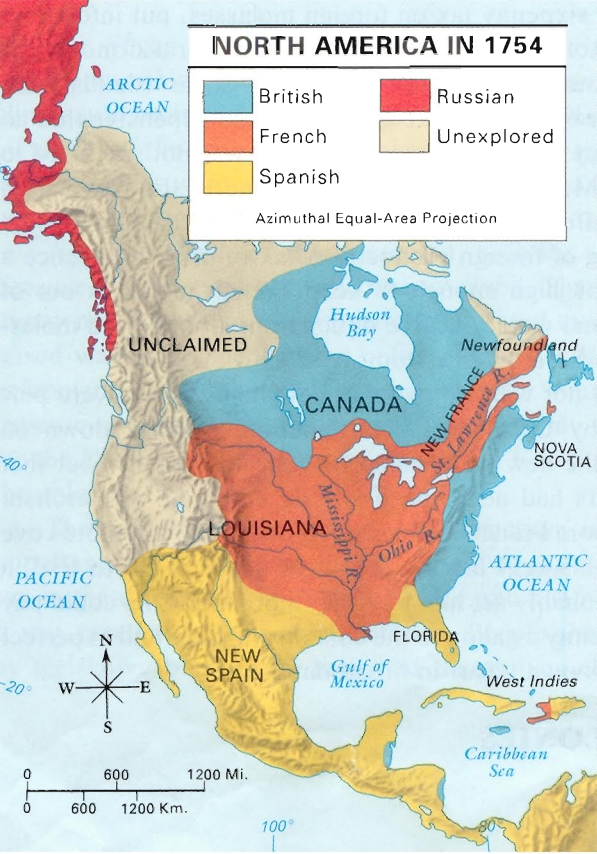 NORTH AMERICA IN 1754
British
Russian
French
Unexplored
Spanish
Azimuthal Equal-Area Projection
ARCTIC
OCEAN
Hudson
Bay
UNCLAIMED
Newfoundland
CANADA
NEW FRANCE
St. Lawrence R.
NOVA
SCOTIA
40°
LOUISIANA
Mississippi R.
Ohio R.
ATLANTIC
OCEAN
PACIFIC
OCEAN
FLORIDA
N
W
E
S
NEW
SPAIN
Gulf of
Mexico
20°
West Indies
Caribbean
Sea
0 600 1200 Mi.
0 600 1200 Km.
100°
80